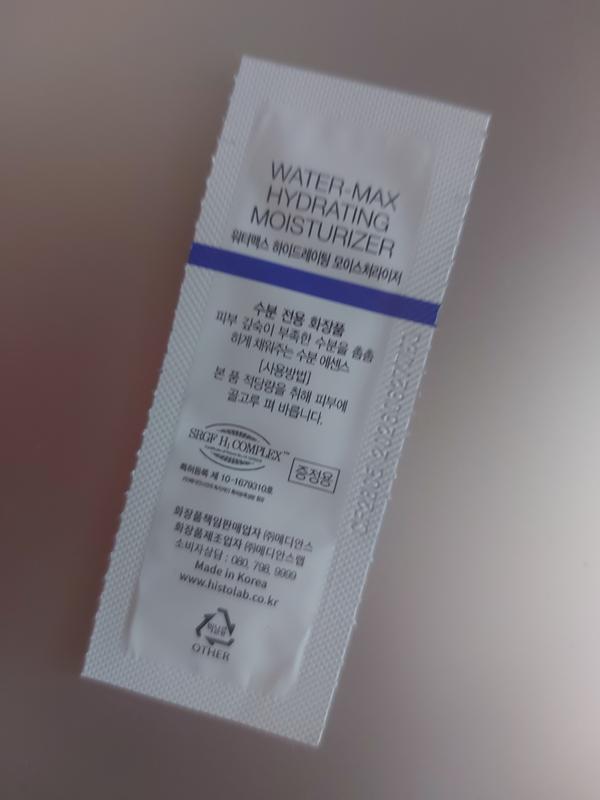 WATER-MAX
HYDRATING
MOISTURIZER
워터맥스 하이드레이팅 모이스처라이저
수분 전용 화장품
피부 깊숙이 부족한 수분을 촘촘
하게 채워주는 수분 에센스
[사용방법]
본 품 적당량을 취해 피부에
골고루 펴 바릅니다.
SRGF H₂ COMPLEX™
특허등록 제 10-1679310호
증정용
화장품책임판매업자 ㈜메디안스
화장품제조업자 ㈜메디안스랩
소비자상담 : 080. 798. 9999
Made in Korea
www.histolab.co.kr
OTHER